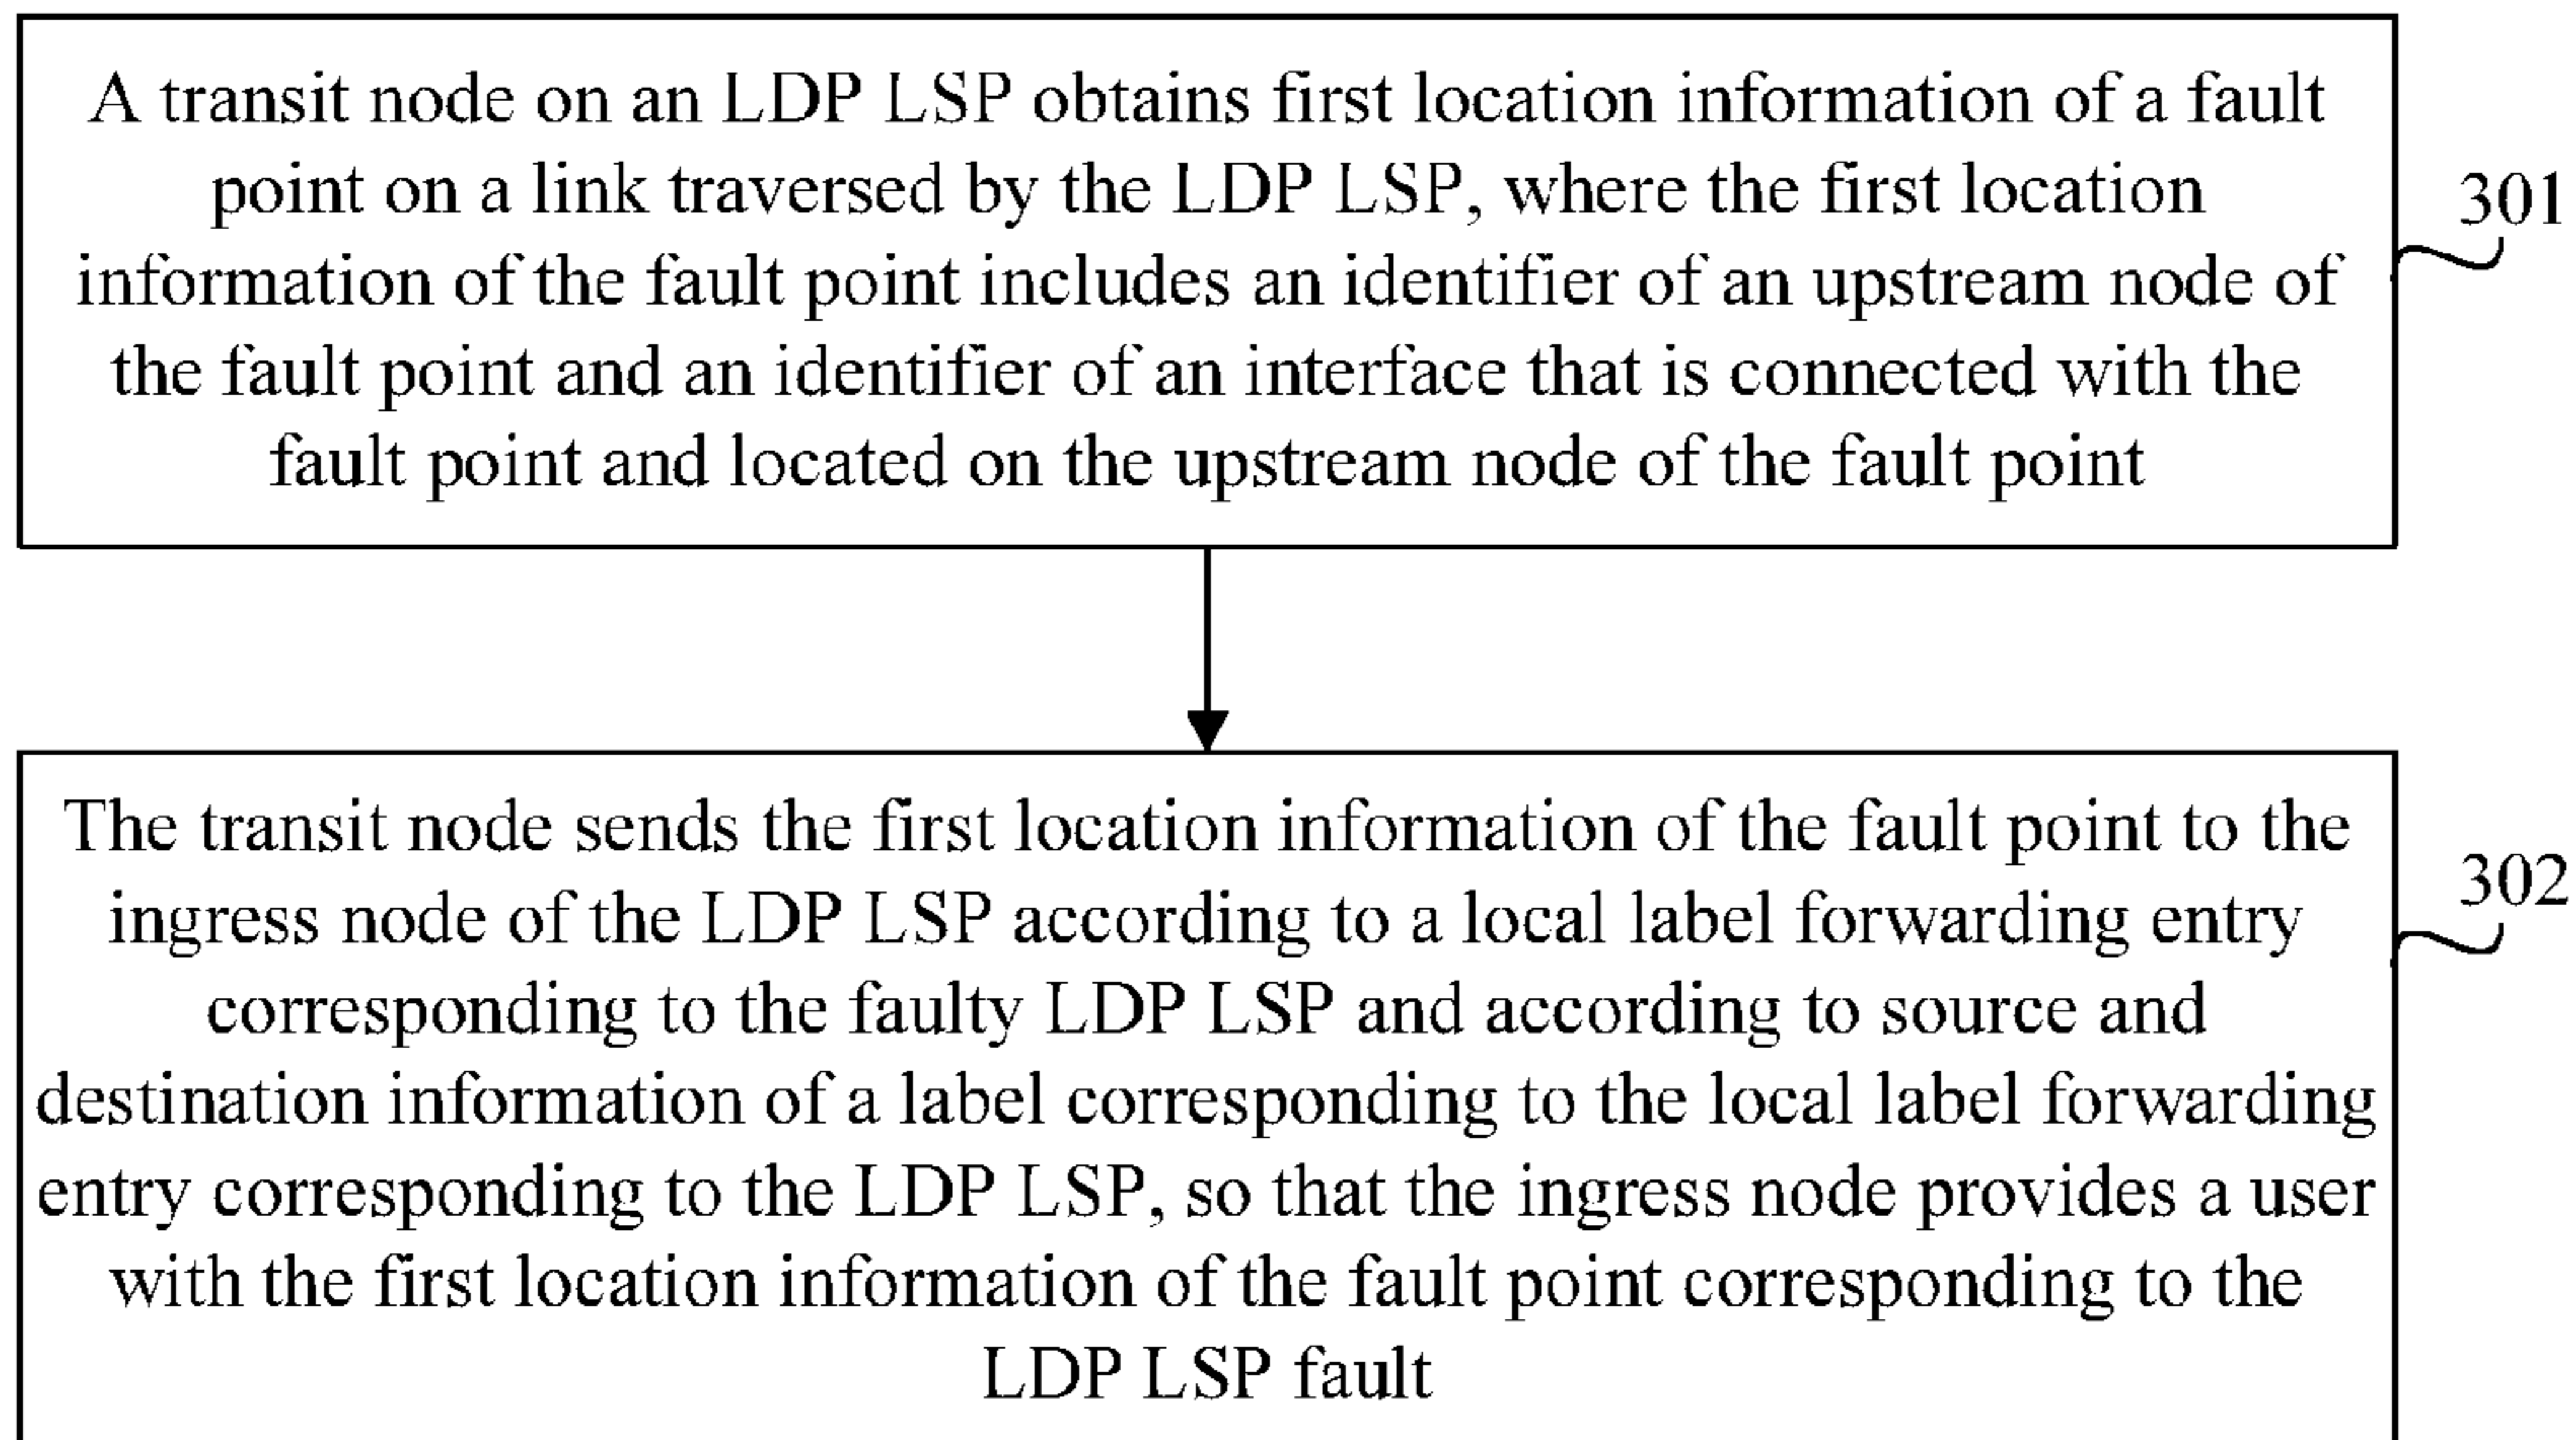 A transit node on an LDP LSP obtains first location information of a fault
point on a link traversed by the LDP LSP, where the first location
information of the fault point includes an identifier of an upstream node of
the fault point and an identifier of an interface that is connected with the
fault point and located on the upstream node of the fault point
301
The transit node sends the first location information of the fault point to the
ingress node of the LDP LSP according to a local label forwarding entry
corresponding to the faulty LDP LSP and according to source and
destination information of a label corresponding to the local label forwarding
entry corresponding to the LDP LSP, so that the ingress node provides a user
with the first location information of the fault point corresponding to the
LDP LSP fault
302